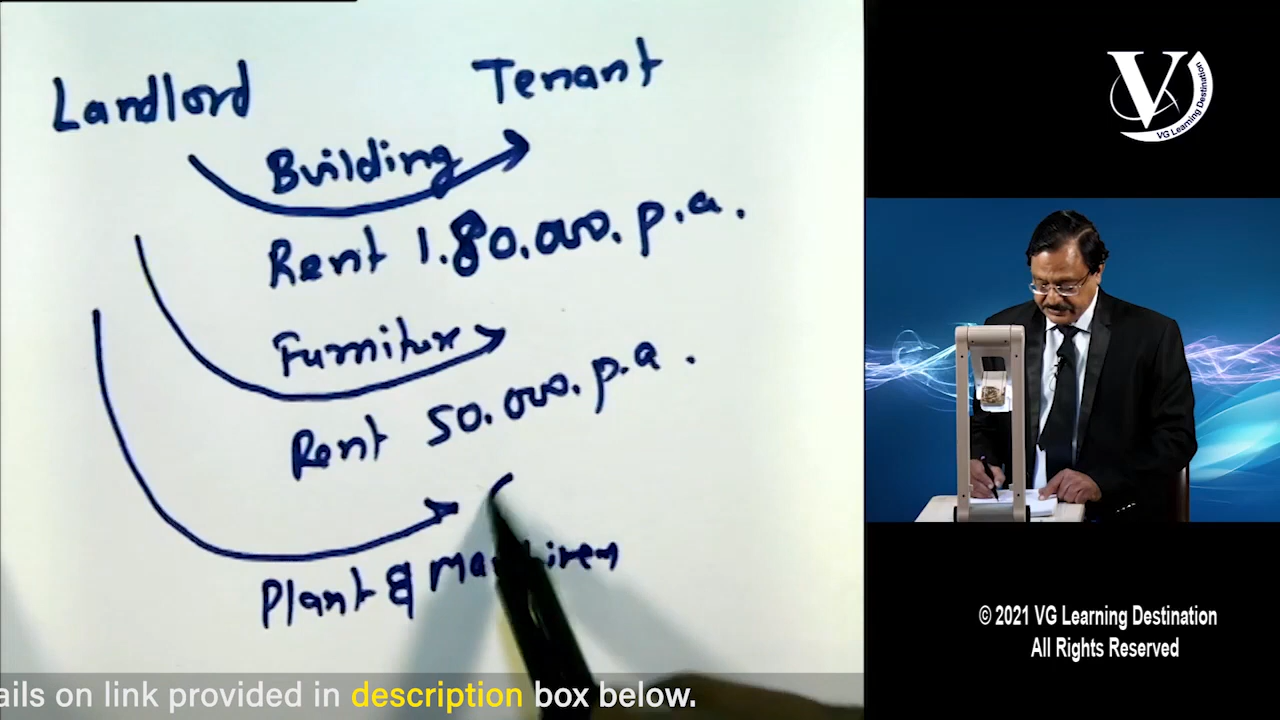 Landlord Tenant
Building
Rent 1.80.000. p.a.
Furniture
Rent 50.000. p.a.
Plant &
V
VG Learning Destination
© 2021 VG Learning Destination
All Rights Reserved
ails on link provided in description box below.